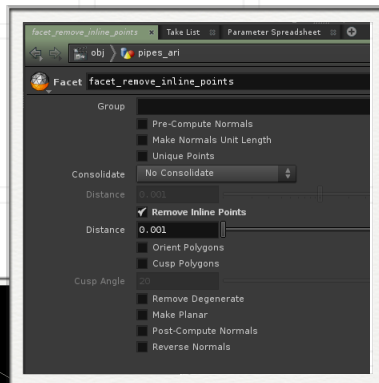 facet_remove_inline_points × Take List Parameter Spreadsheet
obj pipes_ari
Facet facet_remove_inline_points
Group
Pre-Compute Normals
Make Normals Unit Length
Unique Points
Consolidate No Consolidate
Distance 0.001
Remove Inline Points
Distance 0.001
Orient Polygons
Cusp Polygons
Cusp Angle 20
Remove Degenerate
Make Planar
Post-Compute Normals
Reverse Normals